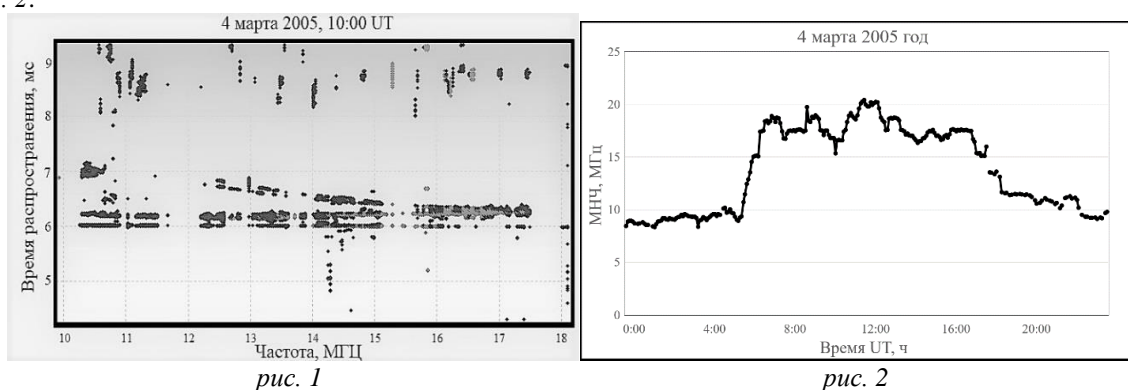 . 2.
4 марта 2005, 10:00 UT
Время распространения, мс
9
8
7
6
5
10 11 12 13 14 15 16 17 18
Частота, МГЦ
рис. 1
4 марта 2005 год
МНЧ, МГц
25
20
15
10
5
0
0:00 4:00 8:00 12:00 16:00 20:00
Время UT, ч
рис. 2